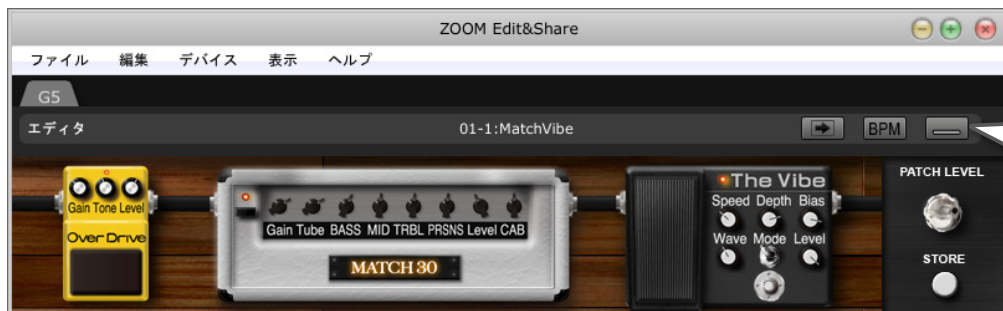 ZOOM Edit&Share
ファイル 編集 デバイス 表示 ヘルプ
G5
エディタ 01-1:MatchVibe BPM
Gain Tone Level
Over Drive
Gain Tube BASS MID TRBL PRSNS Level CAB
MATCH 30
The Vibe
Speed Depth Bias
Wave Mode Level
PATCH LEVEL
STORE